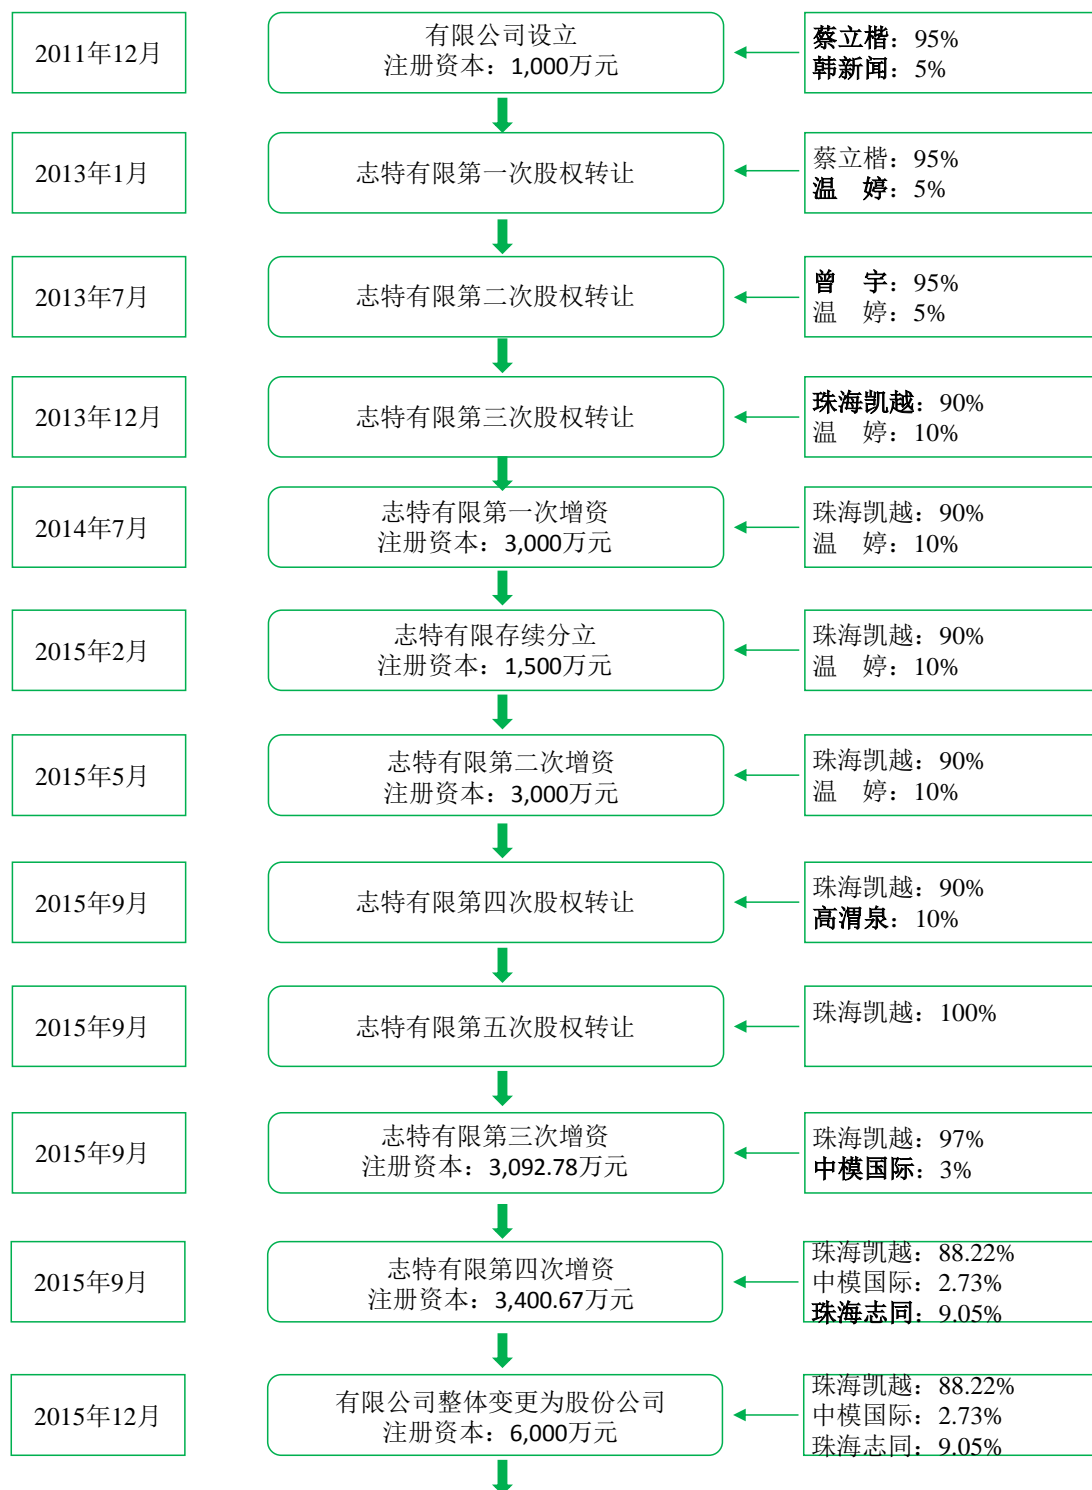 2011年12月
有限公司设立
注册资本：1,000万元
蔡立楷：95%
韩新闻：5%
2013年1月
志特有限第一次股权转让
蔡立楷：95%
温　婷：5%
2013年7月
志特有限第二次股权转让
曾　宇：95%
温　婷：5%
2013年12月
志特有限第三次股权转让
珠海凯越：90%
温　婷：10%
2014年7月
志特有限第一次增资
注册资本：3,000万元
珠海凯越：90%
温　婷：10%
2015年2月
志特有限存续分立
注册资本：1,500万元
珠海凯越：90%
温　婷：10%
2015年5月
志特有限第二次增资
注册资本：3,000万元
珠海凯越：90%
温　婷：10%
2015年9月
志特有限第四次股权转让
珠海凯越：90%
高渭泉：10%
2015年9月
志特有限第五次股权转让
珠海凯越：100%
2015年9月
志特有限第三次增资
注册资本：3,092.78万元
珠海凯越：97%
中模国际：3%
2015年9月
志特有限第四次增资
注册资本：3,400.67万元
珠海凯越：88.22%
中模国际：2.73%
珠海志同：9.05%
2015年12月
有限公司整体变更为股份公司
注册资本：6,000万元
珠海凯越：88.22%
中模国际：2.73%
珠海志同：9.05%